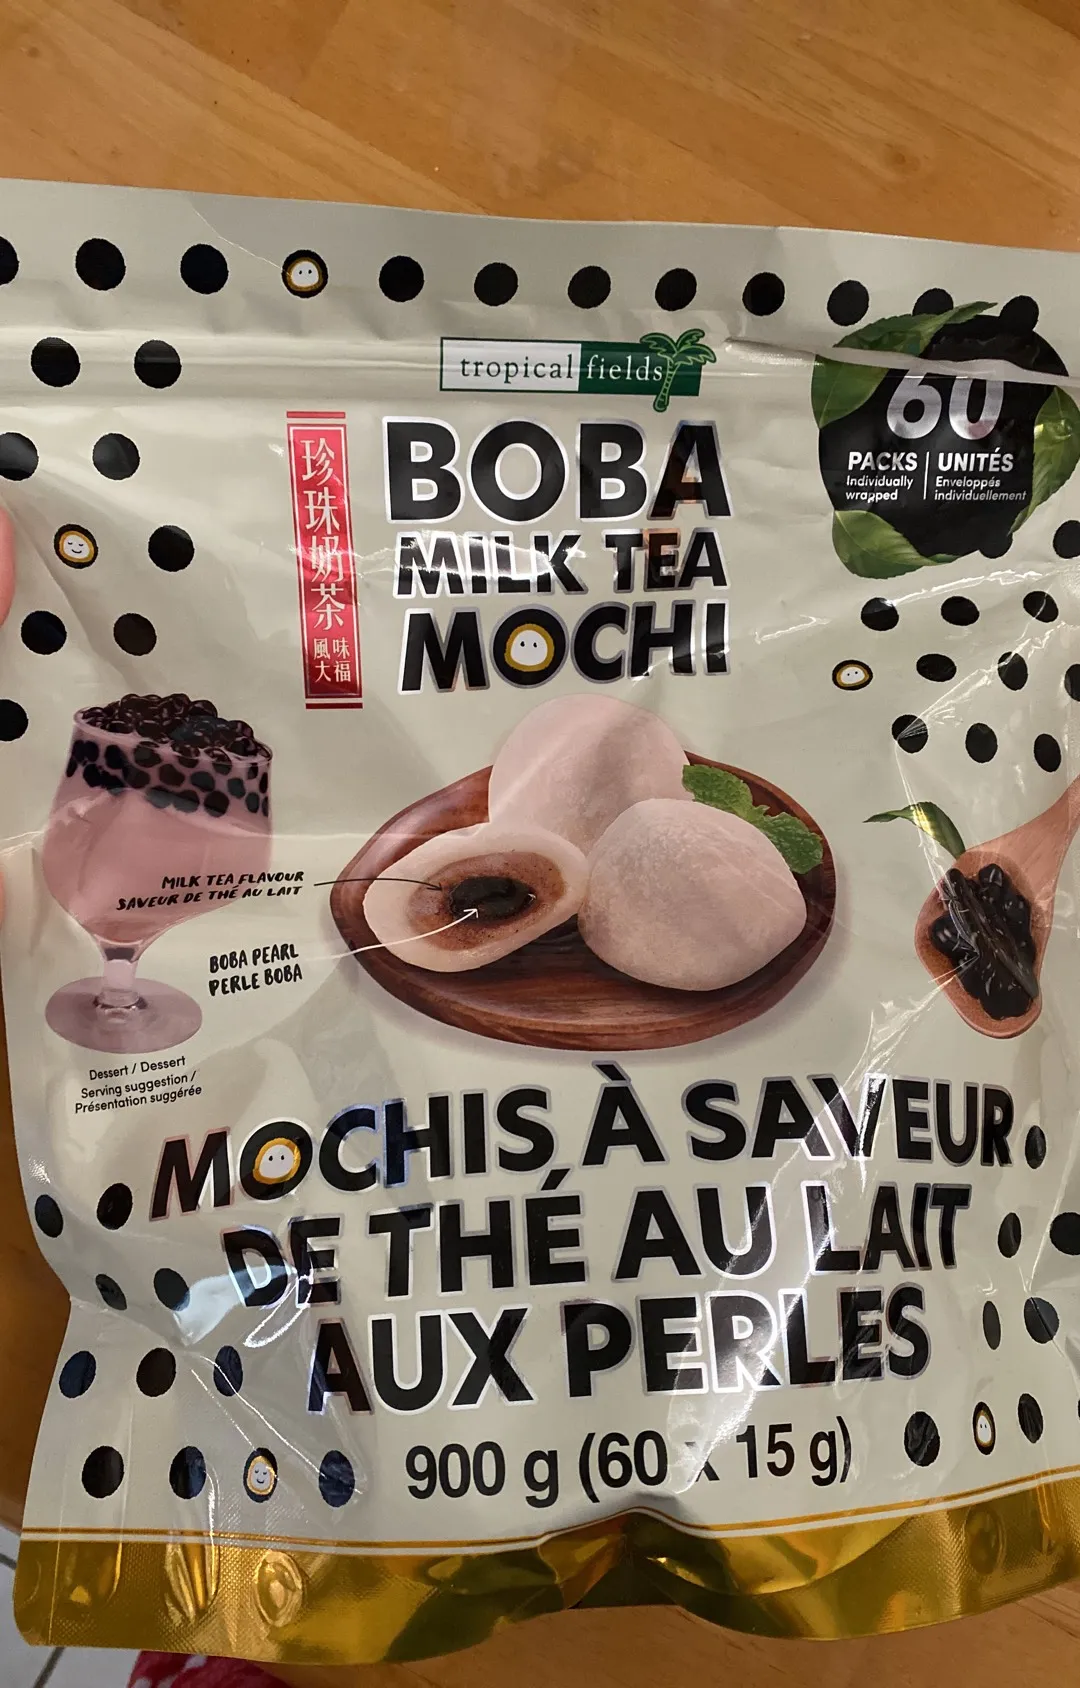 tropical fields
珍珠奶茶
風味
大福
BOBA
MILK TEA
MOCHI
60
PACKS | UNITÉS
Individually wrapped
Enveloppés individuellement
MILK TEA FLAVOUR
SAVEUR DE THÉ AU LAIT
BOBA PEARL
PERLE BOBA
Dessert / Dessert
Serving suggestion /
Présentation suggérée
MOCHIS À SAVEUR
DE THÉ AU LAIT
AUX PERLES
900 g (60 x 15 g)